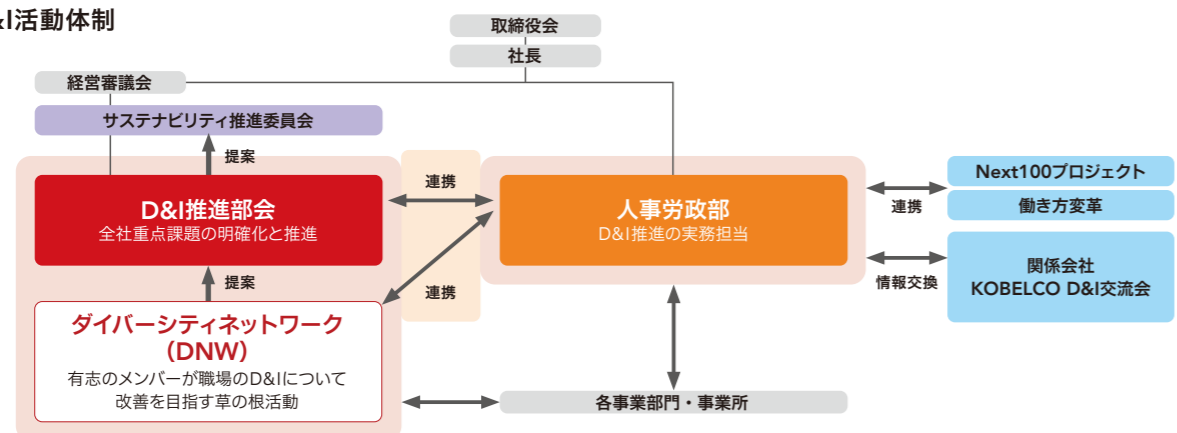 &I活動体制
取締役会
社長
経営審議会
サステナビリティ推進委員会
提案
D&I推進部会
全社重点課題の明確化と推進
提案
ダイバーシティネットワーク
(DNW)
有志のメンバーが職場のD&Iについて
改善を目指す草の根活動
連携
連携
人事労政部
D&I推進の実務担当
連携
情報交換
Next100プロジェクト
働き方変革
関係会社
KOBELCO D&I交流会
各事業部門・事業所